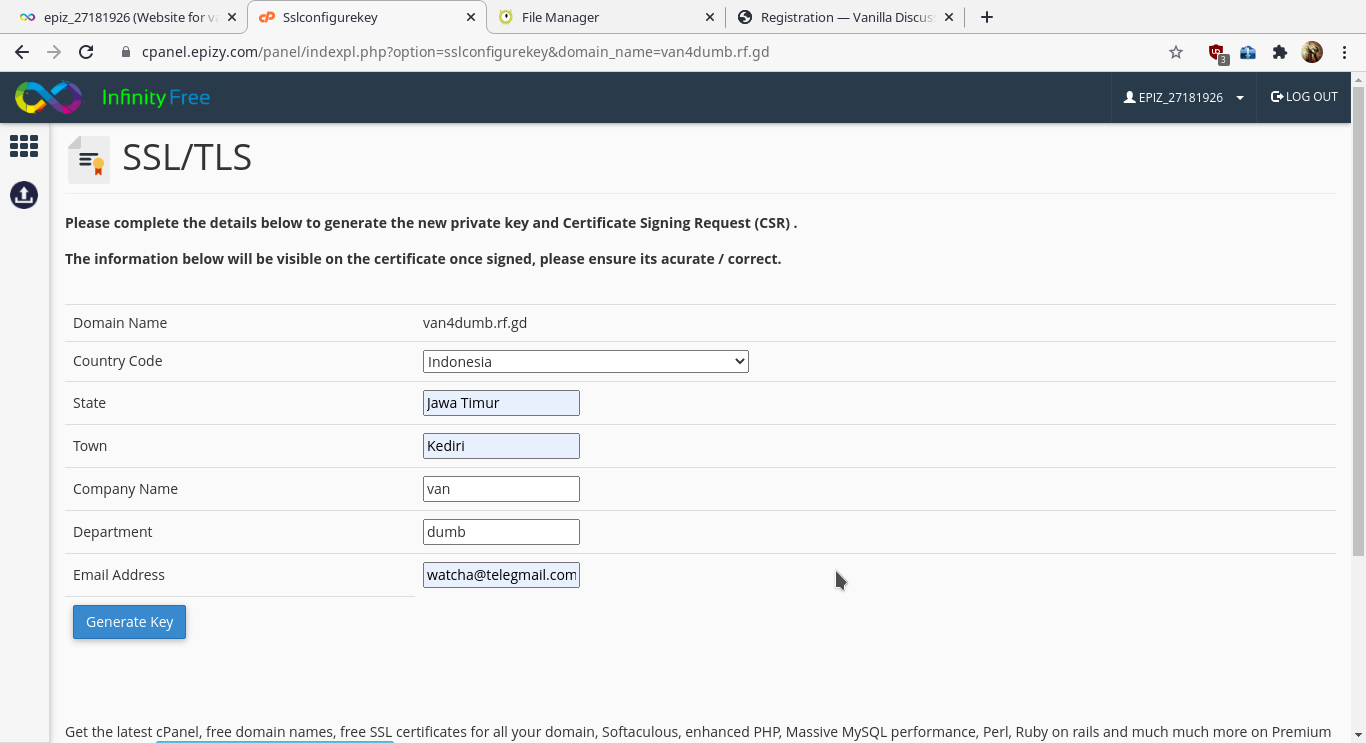 epiz_27181926 (Website for v
Sslconfigurekey
File Manager
Registration — Vanilla Discus
cpanel.epizy.com/panel/indexpl.php?option=sslconfigurekey&domain_name=van4dumb.rf.gd
3
InfinityFree
EPIZ_27181926
LOG OUT
SSL/TLS
Please complete the details below to generate the new private key and Certificate Signing Request (CSR) .
The information below will be visible on the certificate once signed, please ensure its acurate / correct.
Domain Name van4dumb.rf.gd
Country Code Indonesia
State Jawa Timur
Town Kediri
Company Name van
Department dumb
Email Address watcha@telegmail.com
Generate Key
Get the latest cPanel, free domain names, free SSL certificates for all your domain, Softaculous, enhanced PHP, Massive MySQL performance, Perl, Ruby on rails and much much more on Premium